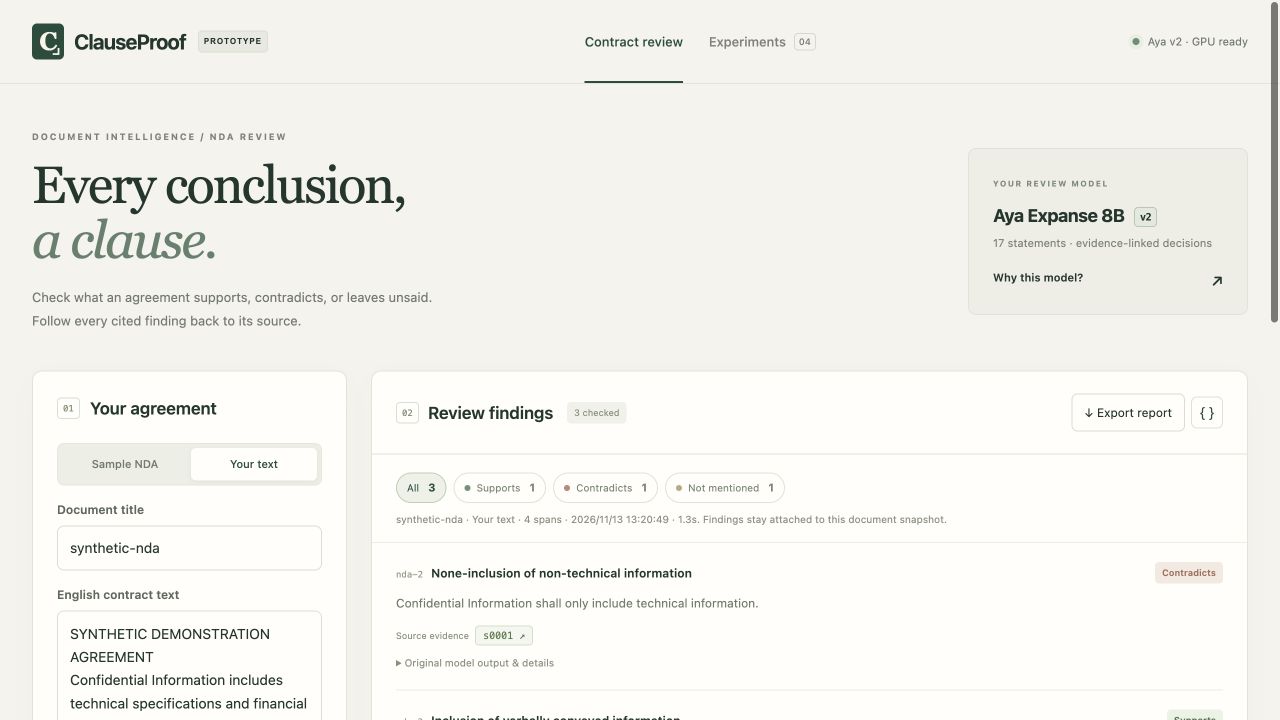 C
ClauseProof
PROTOTYPE
Contract review
Experiments 04
Aya v2 · GPU ready
DOCUMENT INTELLIGENCE / NDA REVIEW
Every conclusion,
a clause.
Check what an agreement supports, contradicts, or leaves unsaid.
Follow every cited finding back to its source.
YOUR REVIEW MODEL
Aya Expanse 8B v2
17 statements · evidence-linked decisions
Why this model? ↗
01 Your agreement
Sample NDA
Your text
Document title
synthetic-nda
English contract text
SYNTHETIC DEMONSTRATION
AGREEMENT
Confidential Information includes
technical specifications and financial
02 Review findings 3 checked
↓ Export report
{ }
All 3
Supports 1
Contradicts 1
Not mentioned 1
synthetic-nda · Your text · 4 spans · 2026/11/13 13:20:49 · 1.3s. Findings stay attached to this document snapshot.
nda-2 None-inclusion of non-technical information
Contradicts
Confidential Information shall only include technical information.
Source evidence s0001 ↗
▶ Original model output & details
Inclusion of verbally conveyed information
Supports